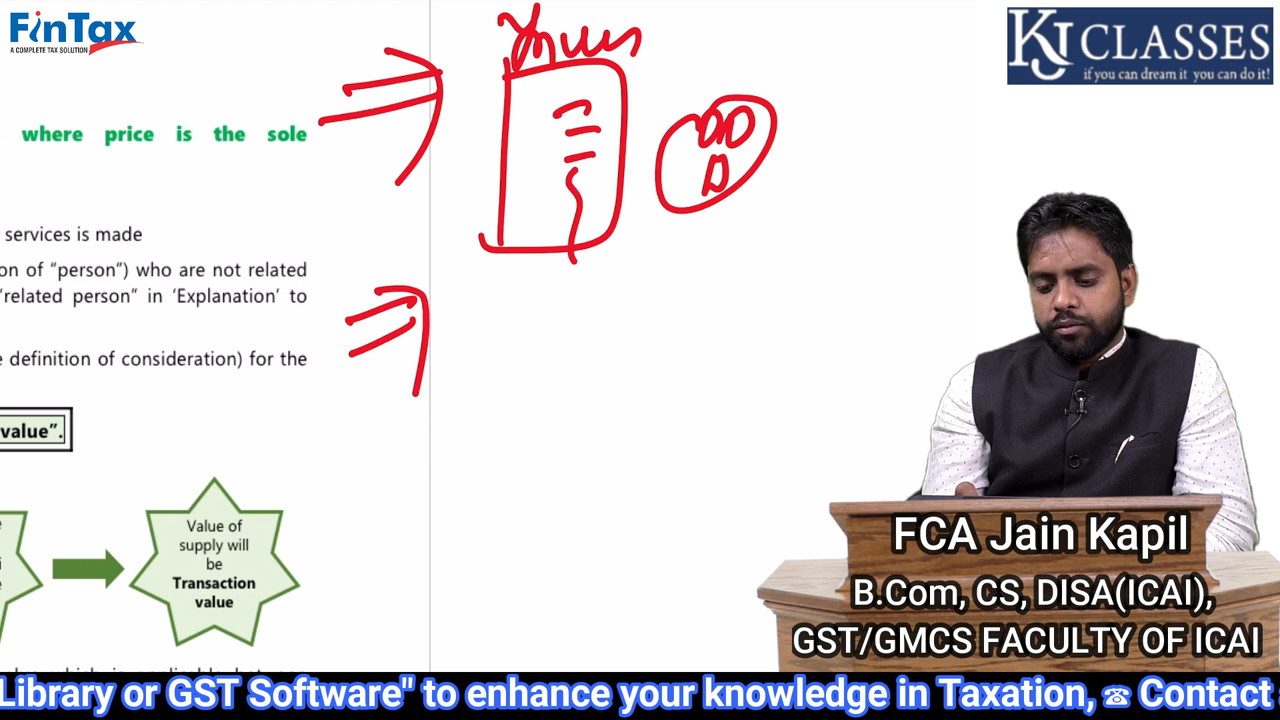 FinTax
A COMPLETE TAX SOLUTION
KJ CLASSES
if you can dream it you can do it!
where price is the sole
services is made
on of “person”) who are not related
“related person” in ‘Explanation’ to
definition of consideration) for the
value”.
Value of
supply will
be
Transaction
value
FCA Jain Kapil
B.Com, CS, DISA(ICAI),
GST/GMCS FACULTY OF ICAI
Library or GST Software" to enhance your knowledge in Taxation, ☎ Contact